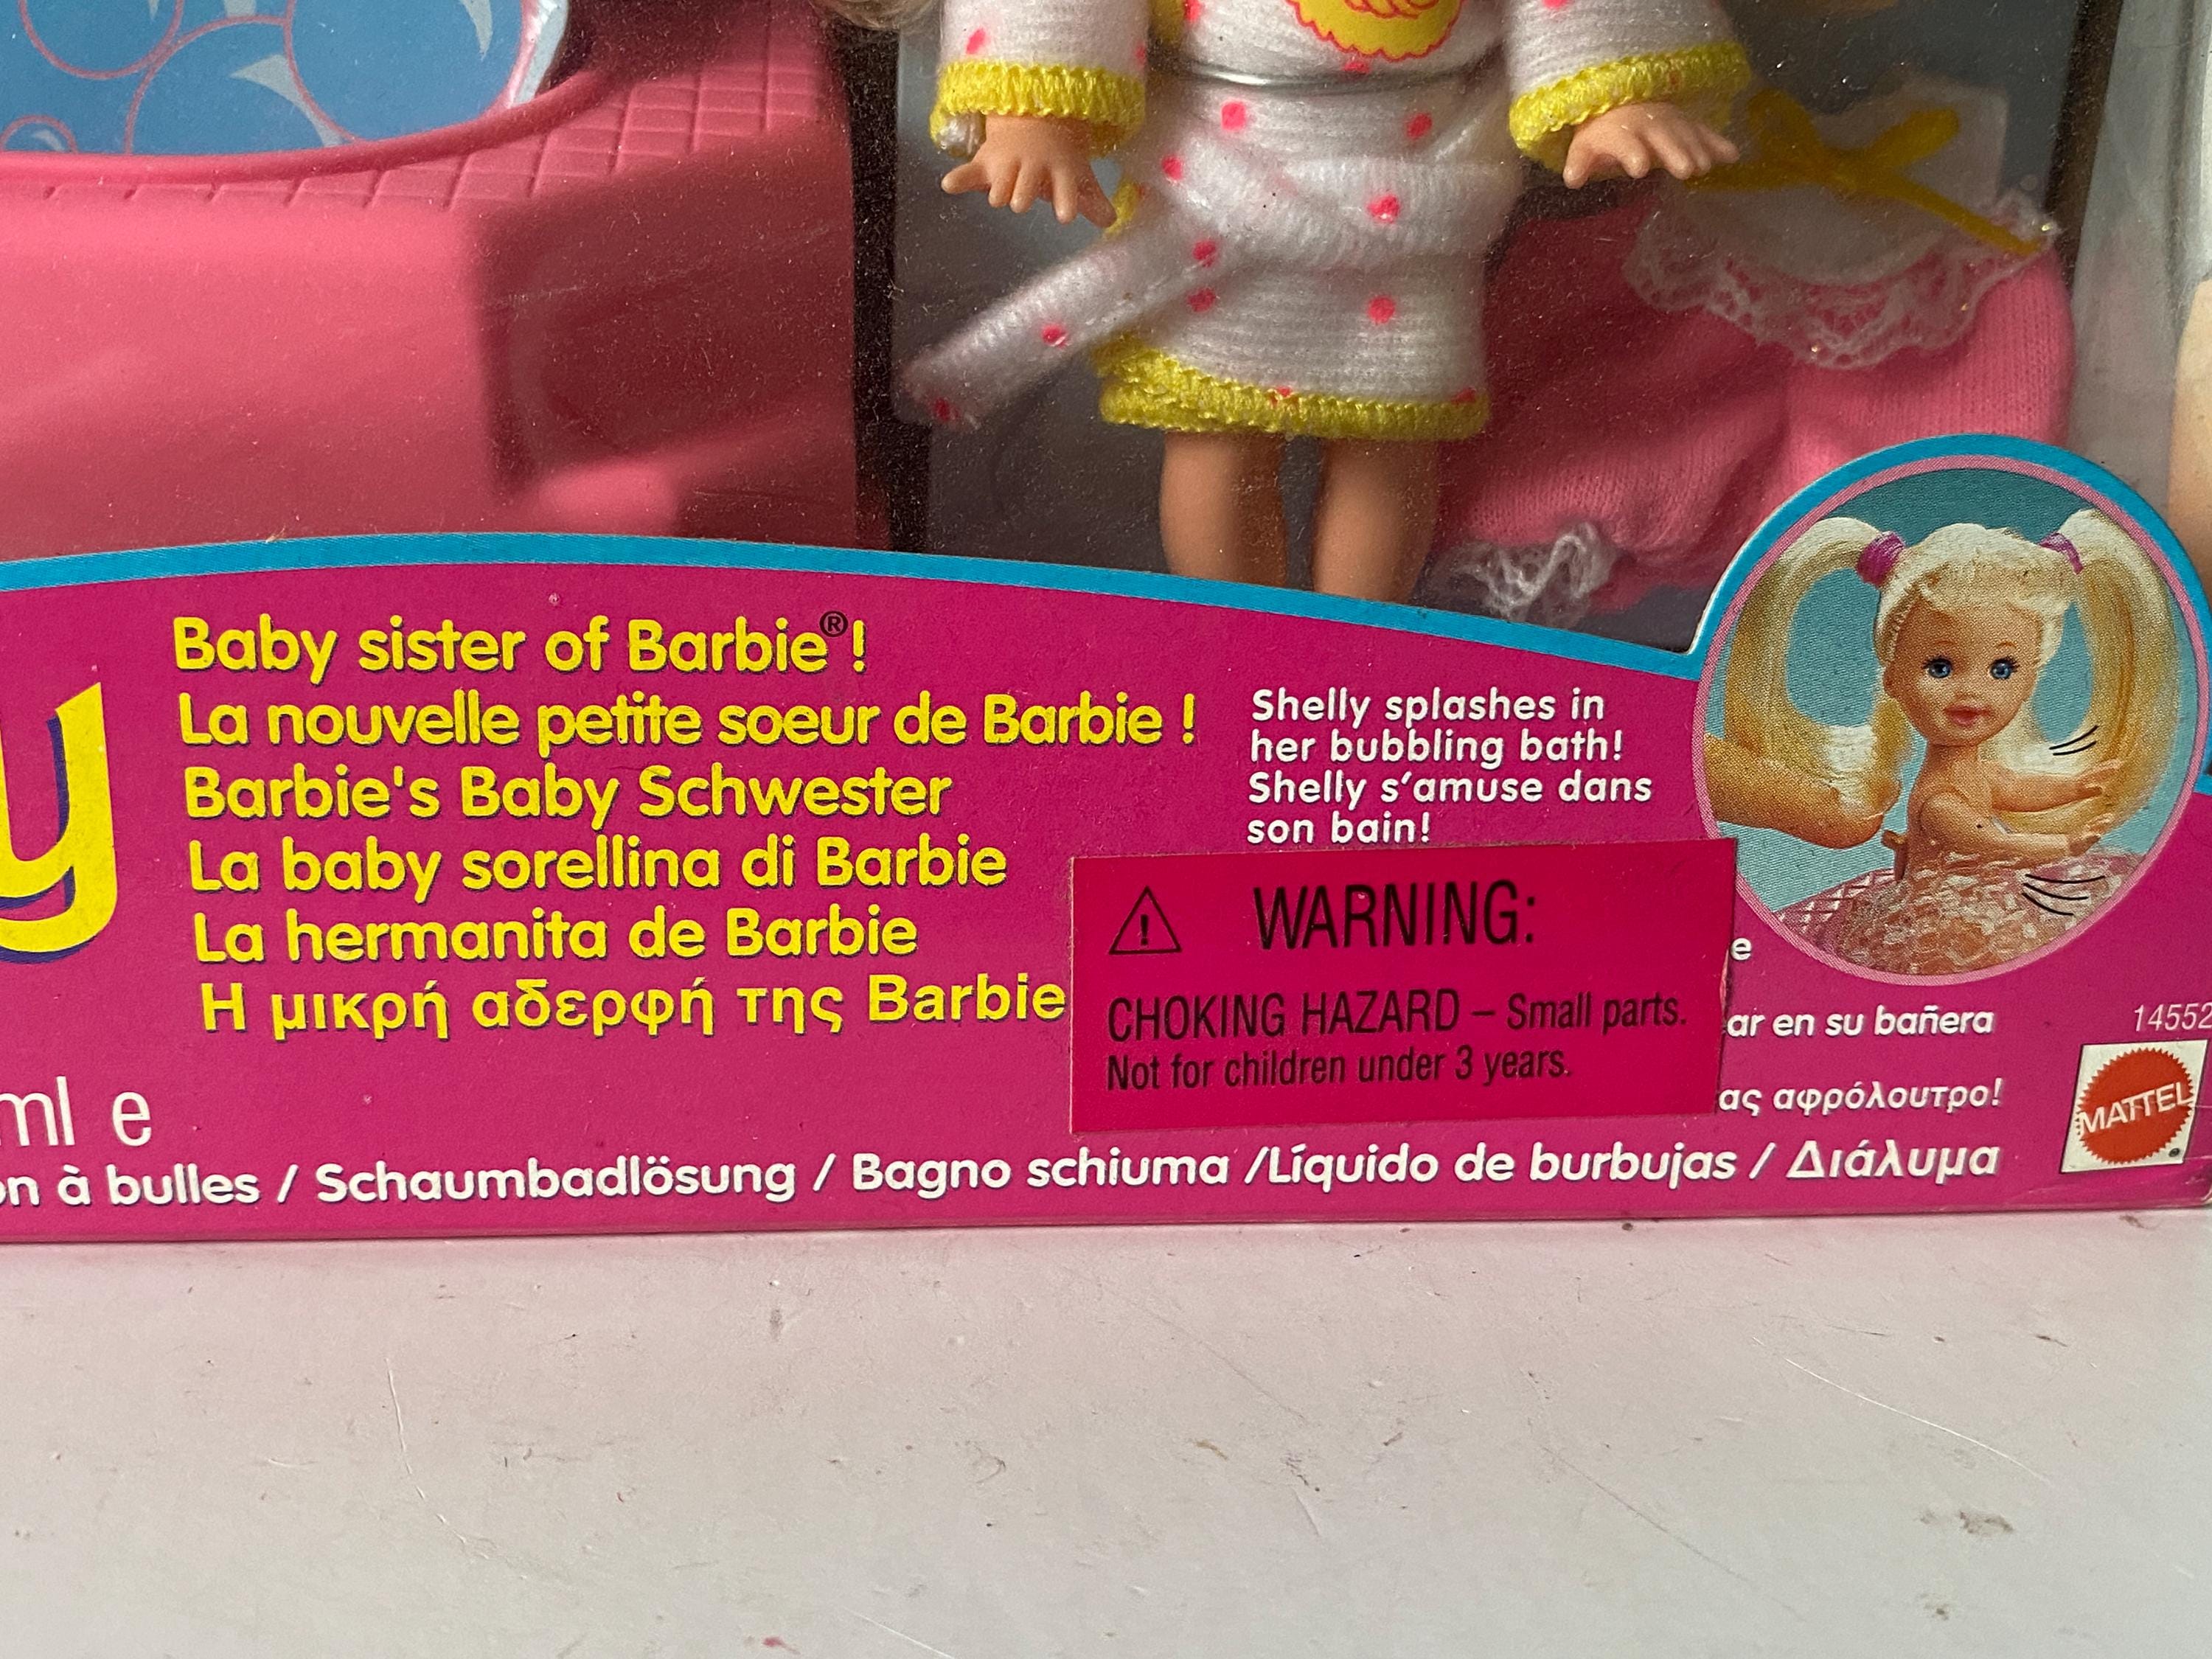 y
Baby sister of Barbie®!
La nouvelle petite soeur de Barbie !
Barbie's Baby Schwester
La baby sorellina di Barbie
La hermanita de Barbie
Η μικρή αδερφή της Barbie
Shelly splashes in
her bubbling bath!
Shelly s'amuse dans
son bain!
⚠ WARNING:
CHOKING HAZARD – Small parts.
Not for children under 3 years.
e
ar en su bañera
ας αφρόλουτρο!
14552
MATTEL
ml e
on à bulles / Schaumbadlösung / Bagno schiuma /Líquido de burbujas / Διάλυμα